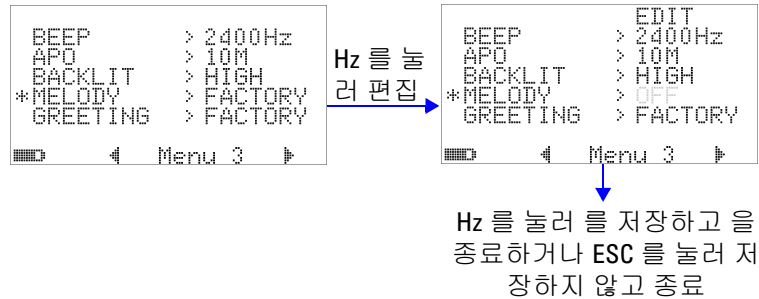 BEEP > 2400Hz
APO > 10M
BACKLIT > HIGH
*MELODY > FACTORY
GREETING > FACTORY
Menu 3
Hz 를 눌
러 편집
EDIT
BEEP > 2400Hz
APO > 10M
BACKLIT > HIGH
*MELODY > OFF
GREETING > FACTORY
Menu 3
Hz 를 눌러 를 저장하고 을
종료하거나 ESC 를 눌러 저
장하지 않고 종료